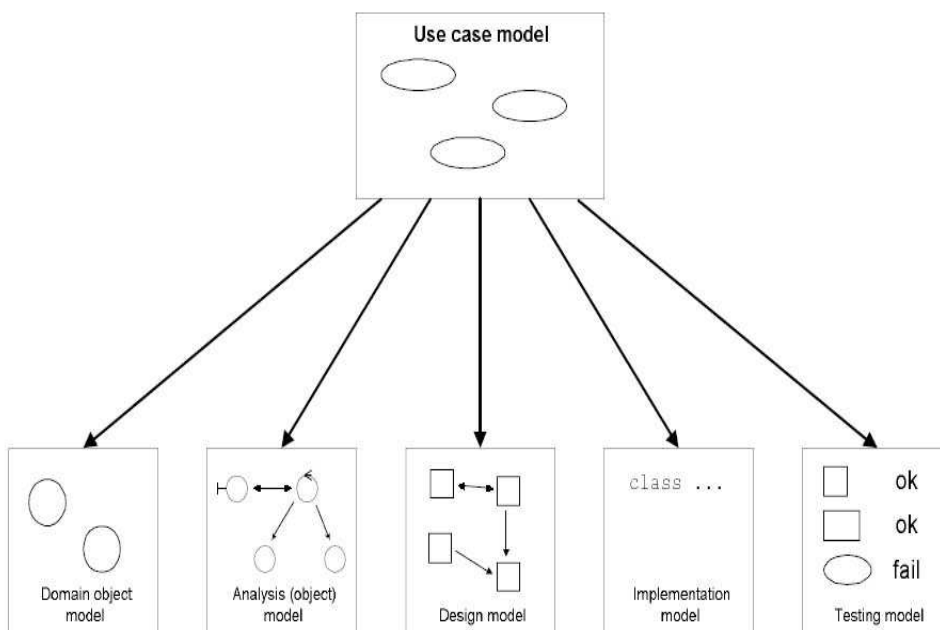 Use case model
class ...
ok
ok
fail
Domain object
model
Analysis (object)
model
Design model
Implementation
model
Testing model